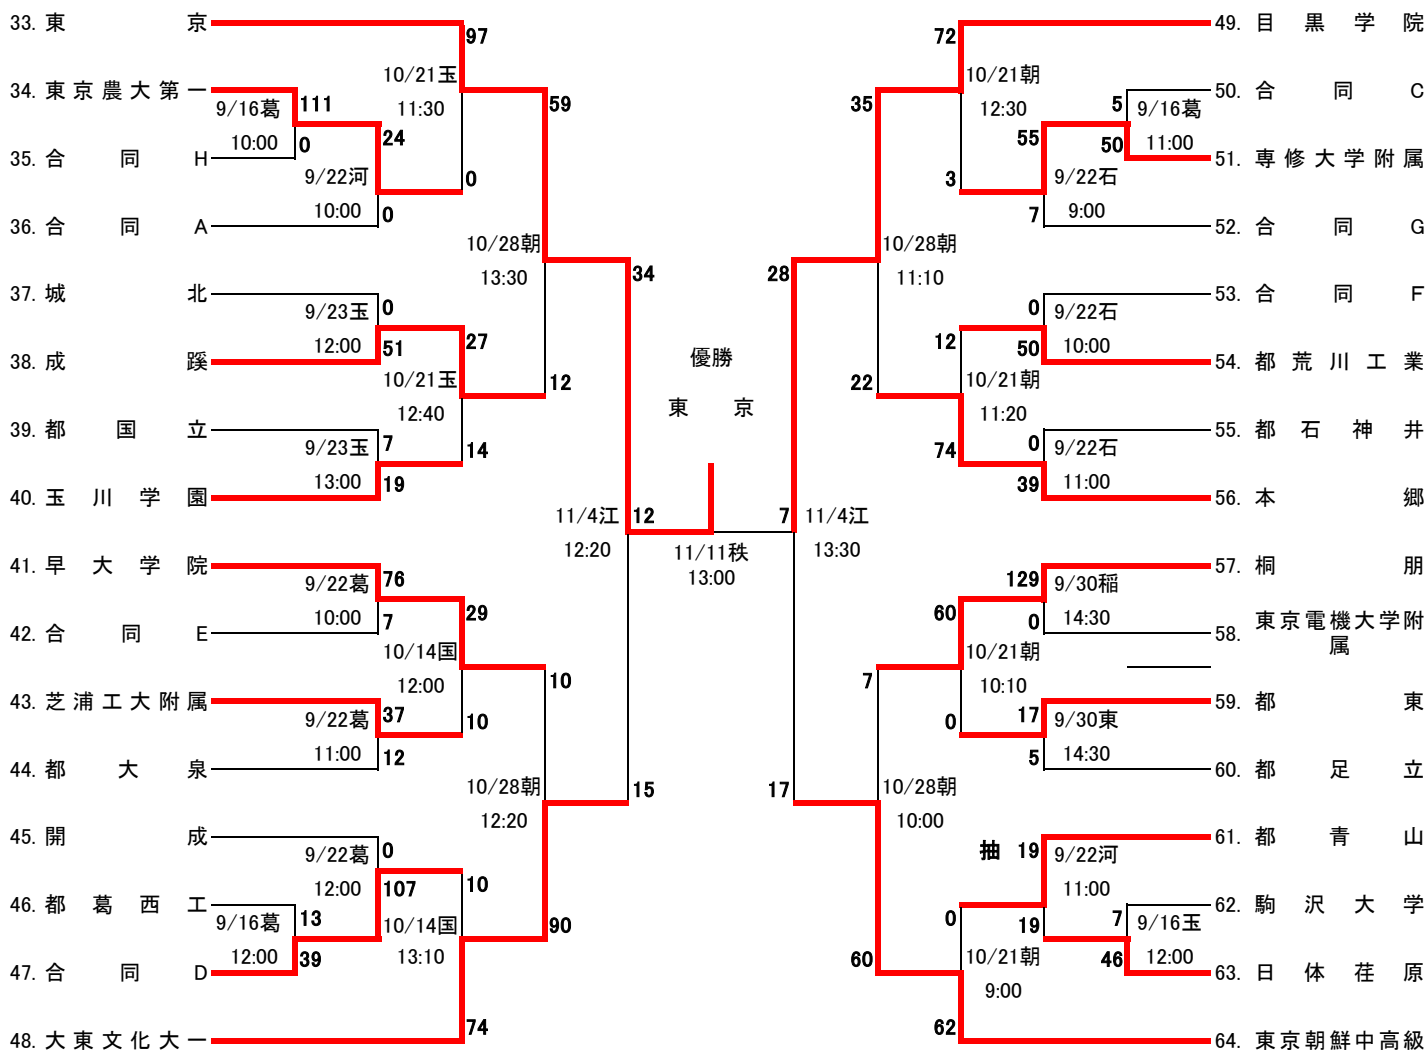 33. 東京
97
72
49. 目黒学院
10/21玉
11:30
10/21朝
12:30
34. 東京農大第一
9/16葛
10:00
111
0
59
35
5
9/16葛
11:00
50. 合同C
35. 合同H
24
9/22河
10:00
0
55
50
51. 専修大学附属
3
9/22石
9:00
36. 合同A
0
7
52. 合同G
10/28朝
13:30
34
28
10/28朝
11:10
37. 城北
9/23玉
12:00
0
0
9/22石
10:00
53. 合同F
38. 成蹊
51
27
優勝
12
50
54. 都荒川工業
10/21玉
12:40
12
東京
22
10/21朝
11:20
39. 都国立
7
9/23玉
13:00
14
74
0
9/22石
11:00
55. 都石神井
40. 玉川学園
19
39
56. 本郷
11/4江
12:20
12
11/11秩
13:00
7
11/4江
13:30
41. 早大学院
76
9/22葛
10:00
129
9/30稲
14:30
57. 桐朋
42. 合同E
7
29
60
0
58. 東京電機大学附
属
10/14国
12:00
10
7
10/21朝
10:10
43. 芝浦工大附属
37
9/22葛
11:00
10
0
17
9/30東
14:30
59. 都東
44. 都大泉
12
5
60. 都足立
10/28朝
12:20
15
17
10/28朝
10:00
45. 開成
0
9/22葛
12:00
抽 19
9/22河
11:00
61. 都青山
46. 都葛西工
107
10
13
9/16葛
12:00
10/14国
13:10
90
0
19
7
9/16玉
12:00
62. 駒沢大学
47. 合同D
39
60
10/21朝
9:00
46
63. 日体荏原
48. 大東文化大一
74
62
64. 東京朝鮮中高級